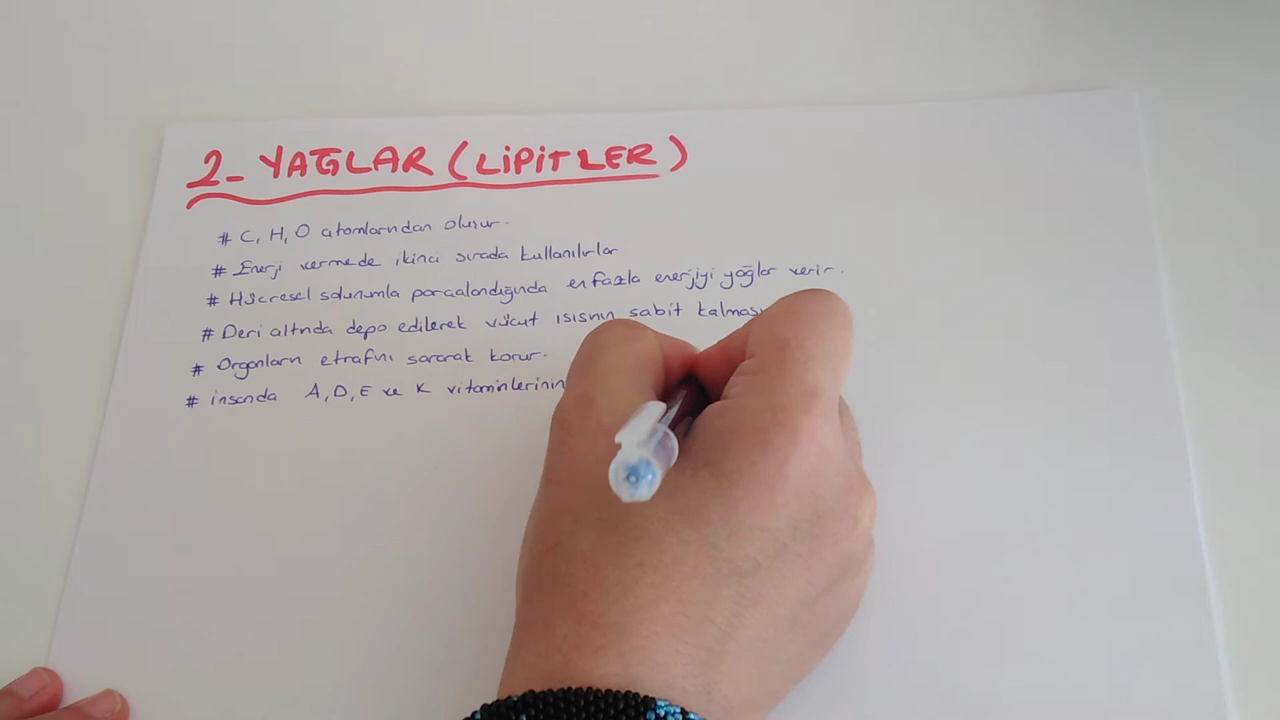 2- YAĞLAR (LİPİTLER)
# C, H, O atomlarından oluşur.
# Enerji vermede ikinci sırada kullanılırlar
# Hücresel solunumla parçalandığında en fazla enerjiyi yağlar verir.
# Deri altında depo edilerek vücut ısısının sabit kalması
# Organların etrafını sararak korur.
# insanda A, D, E ve K vitaminlerinin